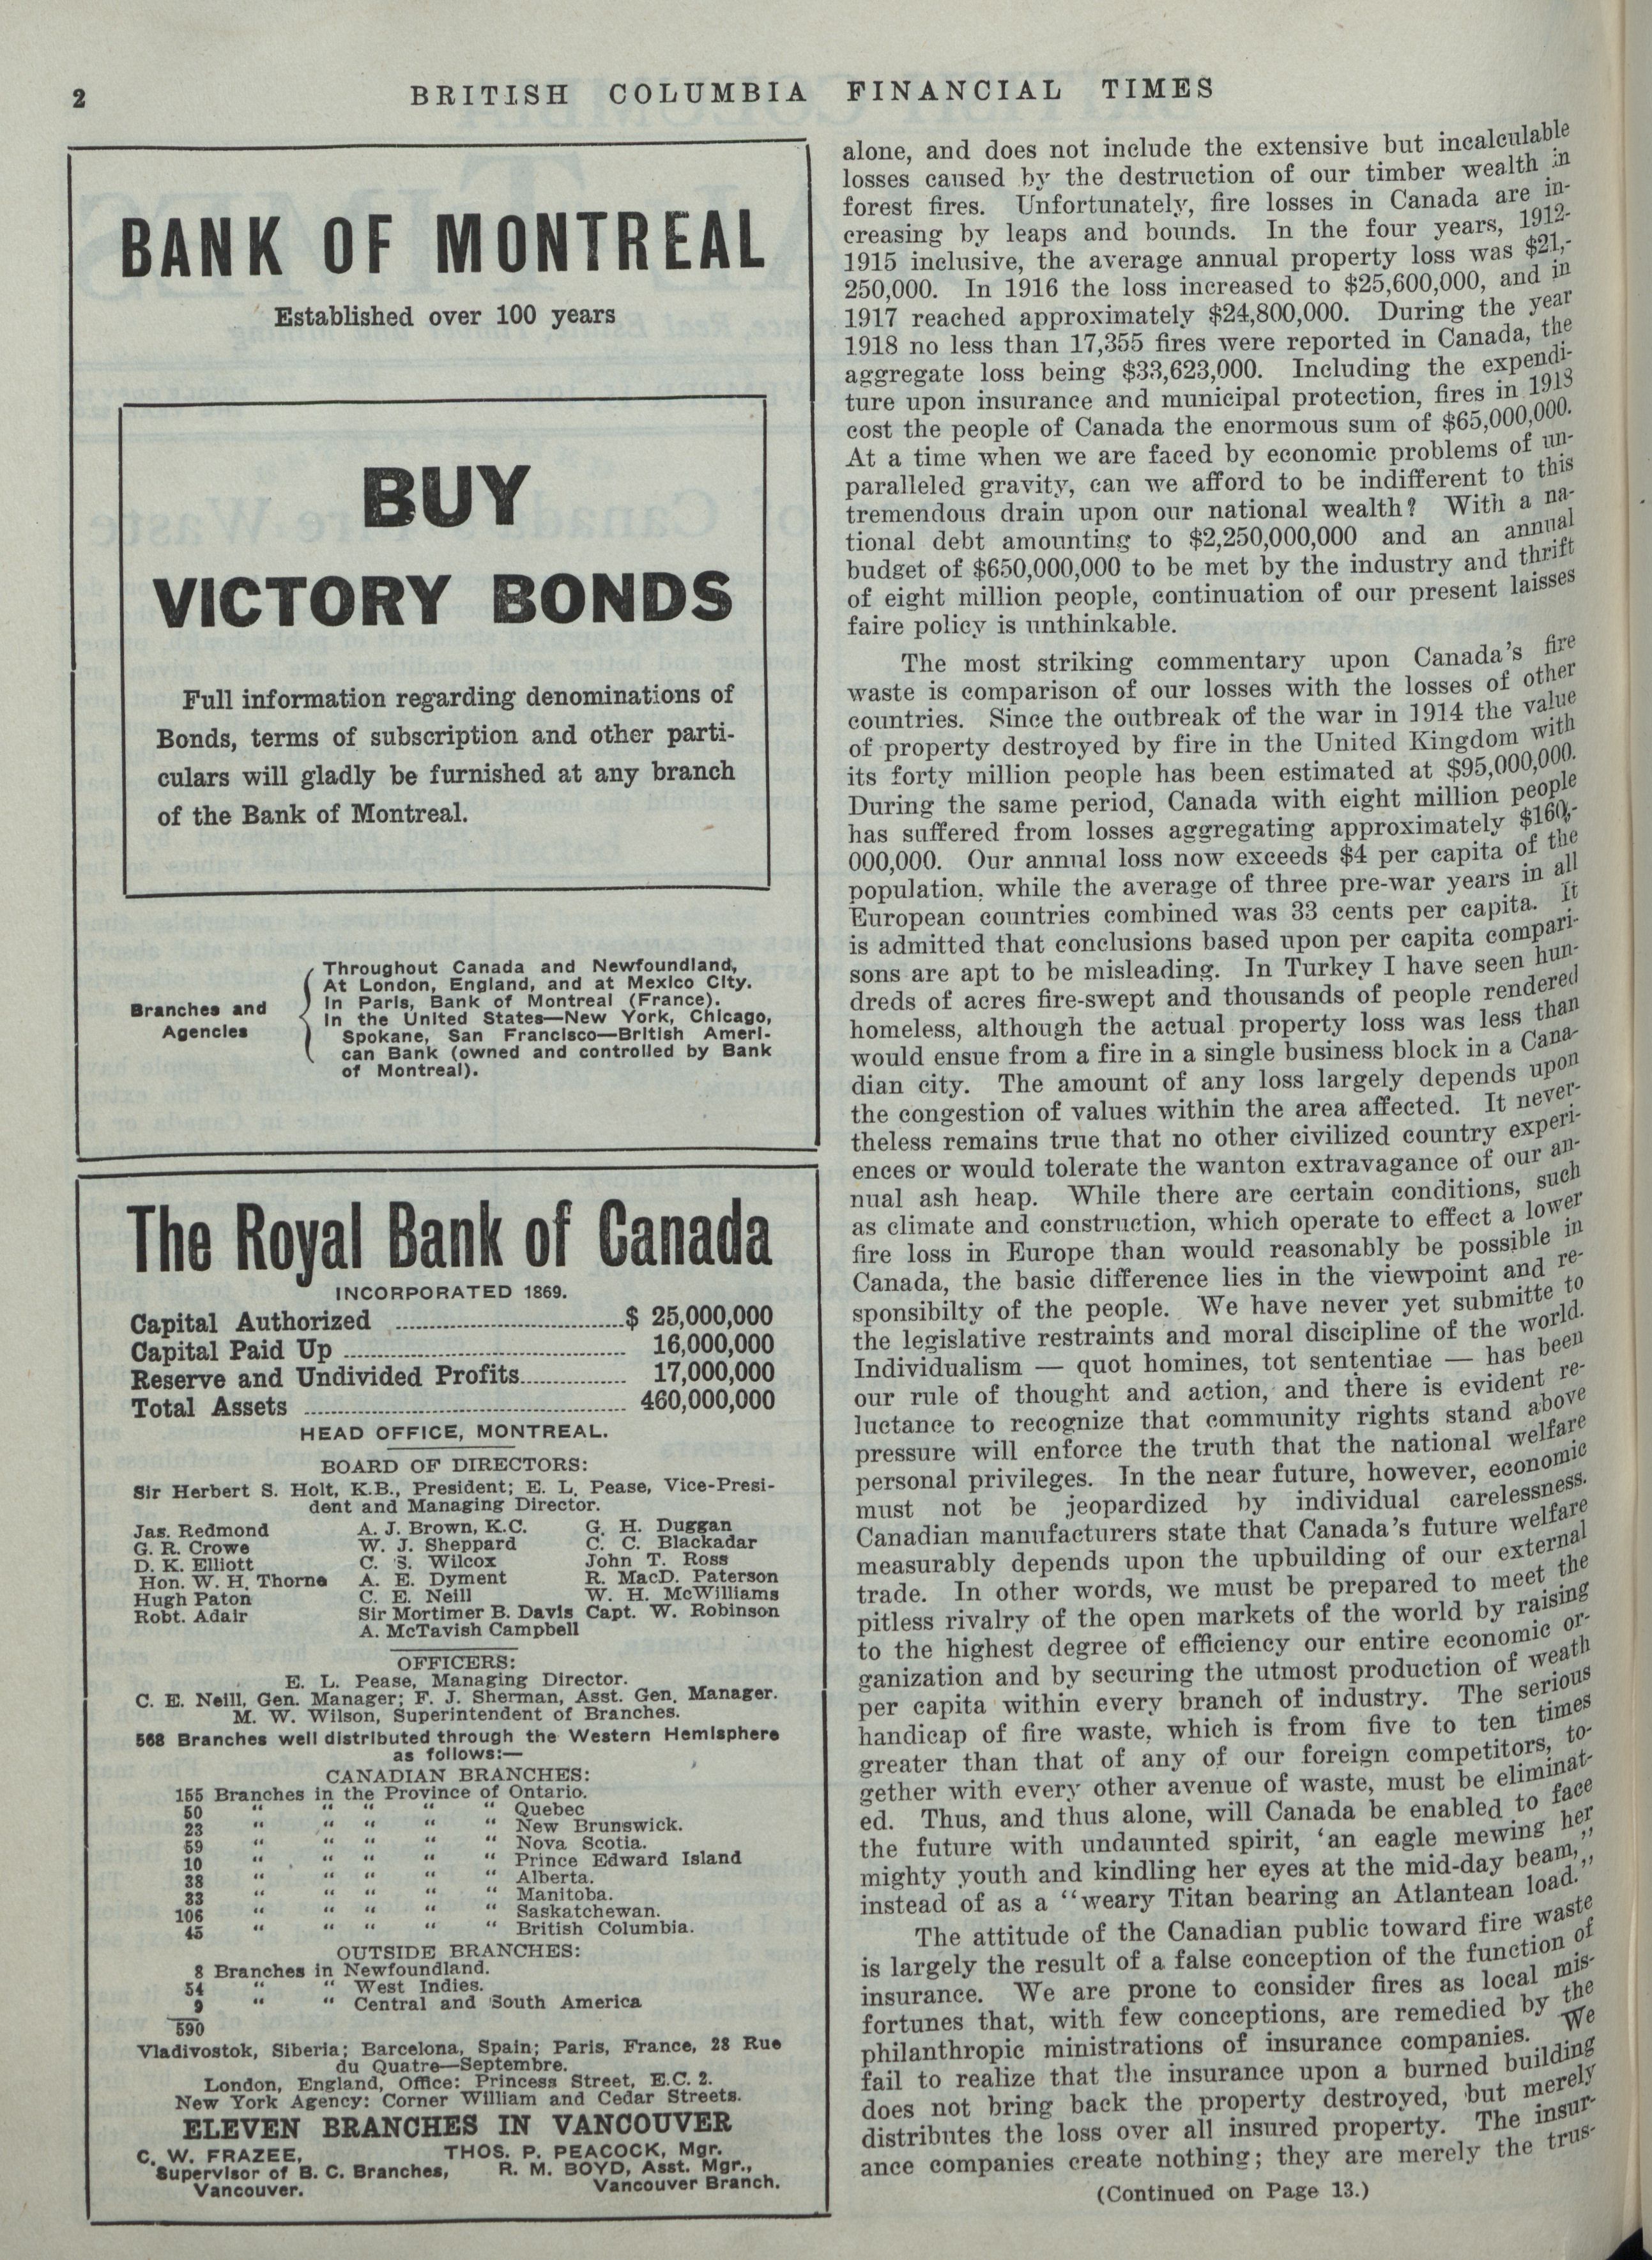 2
BRITISH COLUMBIA FINANCIAL TIMES
BANK OF MONTREAL
Established over 100 years
BUY
VICTORY BONDS
Full information regarding denominations of
Bonds, terms of subscription and other parti-
culars will gladly be furnished at any branch
of the Bank of Montreal.
Branches and
Agencies
Throughout Canada and Newfoundland,
At London, England, and at Mexico City.
In Paris, Bank of Montreal (France).
In the United States—New York, Chicago,
Spokane, San Francisco—British Ameri-
can Bank (owned and controlled by Bank
of Montreal).
The Royal Bank of Canada
INCORPORATED 1869.
Capital Authorized ........................................$ 25,000,000
Capital Paid Up ........................................ 16,000,000
Reserve and Undivided Profits............... 17,000,000
Total Assets ........................................ 460,000,000
HEAD OFFICE, MONTREAL.
BOARD OF DIRECTORS:
Sir Herbert S. Holt, K.B., President; E. L. Pease, Vice-Presi-
dent and Managing Director.
Jas. Redmond A. J. Brown, K.C. G. H. Duggan
G. R. Crowe W. J. Sheppard C. C. Blackadar
D. K. Elliott C. S. Wilcox John T. Ross
Hon. W. H. Thorne A. E. Dyment R. MacD. Paterson
Hugh Paton C. E. Neill W. H. McWilliams
Robt. Adair Sir Mortimer B. Davis Capt. W. Robinson
A. McTavish Campbell
OFFICERS:
E. L. Pease, Managing Director.
C. E. Neill, Gen. Manager; F. J. Sherman, Asst. Gen. Manager.
M. W. Wilson, Superintendent of Branches.
568 Branches well distributed through the Western Hemisphere
as follows:—
CANADIAN BRANCHES:
155 Branches in the Province of Ontario.
50 " " " " " Quebec
23 " " " " " New Brunswick.
59 " " " " " Nova Scotia.
10 " " " " " Prince Edward Island
38 " " " " " Alberta.
33 " " " " " Manitoba.
106 " " " " " Saskatchewan.
45 " " " " " British Columbia.
OUTSIDE BRANCHES:
8 Branches in Newfoundland.
54 " " West Indies.
9 " " Central and South America
590
Vladivostok, Siberia; Barcelona, Spain; Paris, France, 28 Rue
du Quatre—Septembre.
London, England, Office: Princess Street, E.C. 2.
New York Agency: Corner William and Cedar Streets.
ELEVEN BRANCHES IN VANCOUVER
C. W. FRAZEE, THOS. P. PEACOCK, Mgr.
Supervisor of B. C. Branches, R. M. BOYD, Asst. Mgr.,
Vancouver. Vancouver Branch.
alone, and does not include the extensive but incalculable
losses caused by the destruction of our timber wealth in
forest fires. Unfortunately, fire losses in Canada are in-
creasing by leaps and bounds. In the four years, 1912-
1915 inclusive, the average annual property loss was $21,-
250,000. In 1916 the loss increased to $25,600,000, and in
1917 reached approximately $24,800,000. During the year
1918 no less than 17,355 fires were reported in Canada, the
aggregate loss being $33,623,000. Including the expendi-
ture upon insurance and municipal protection, fires in 1918
cost the people of Canada the enormous sum of $65,000,000.
At a time when we are faced by economic problems of un-
paralleled gravity, can we afford to be indifferent to this
tremendous drain upon our national wealth? With a na-
tional debt amounting to $2,250,000,000 and an annual
budget of $650,000,000 to be met by the industry and thrift
of eight million people, continuation of our present laisses
faire policy is unthinkable.
The most striking commentary upon Canada's fire
waste is comparison of our losses with the losses of other
countries. Since the outbreak of the war in 1914 the value
of property destroyed by fire in the United Kingdom with
its forty million people has been estimated at $95,000,000.
During the same period, Canada with eight million people
has suffered from losses aggregating approximately $160,-
000,000. Our annual loss now exceeds $4 per capita of the
population, while the average of three pre-war years in all
European countries combined was 33 cents per capita. It
is admitted that conclusions based upon per capita compari-
sons are apt to be misleading. In Turkey I have seen hun-
dreds of acres fire-swept and thousands of people rendered
homeless, although the actual property loss was less than
would ensue from a fire in a single business block in a Cana-
dian city. The amount of any loss largely depends upon
the congestion of values within the area affected. It never-
theless remains true that no other civilized country experi-
ences or would tolerate the wanton extravagance of our an-
nual ash heap. While there are certain conditions, such
as climate and construction, which operate to effect a lower
fire loss in Europe than would reasonably be possible in
Canada, the basic difference lies in the viewpoint and re-
sponsibilty of the people. We have never yet submitte to
the legislative restraints and moral discipline of the world.
Individualism — quot homines, tot sententiae — has been
our rule of thought and action, and there is evident re-
luctance to recognize that community rights stand above
pressure will enforce the truth that the national welfare
personal privileges. In the near future, however, economic
must not be jeopardized by individual carelessness.
Canadian manufacturers state that Canada's future welfare
measurably depends upon the upbuilding of our external
trade. In other words, we must be prepared to meet the
pitless rivalry of the open markets of the world by raising
to the highest degree of efficiency our entire economic or-
ganization and by securing the utmost production of weath
per capita within every branch of industry. The serious
handicap of fire waste, which is from five to ten times
greater than that of any of our foreign competitors, to-
gether with every other avenue of waste, must be eliminat-
ed. Thus, and thus alone, will Canada be enabled to face
the future with undaunted spirit, 'an eagle mewing her
mighty youth and kindling her eyes at the mid-day beam,"
instead of as a "weary Titan bearing an Atlantean load."
The attitude of the Canadian public toward fire waste
is largely the result of a false conception of the function of
insurance. We are prone to consider fires as local mis-
fortunes that, with few conceptions, are remedied by the
philanthropic ministrations of insurance companies. We
fail to realize that the insurance upon a burned building
does not bring back the property destroyed, but merely
distributes the loss over all insured property. The insur-
ance companies create nothing; they are merely the trus-
(Continued on Page 13.)